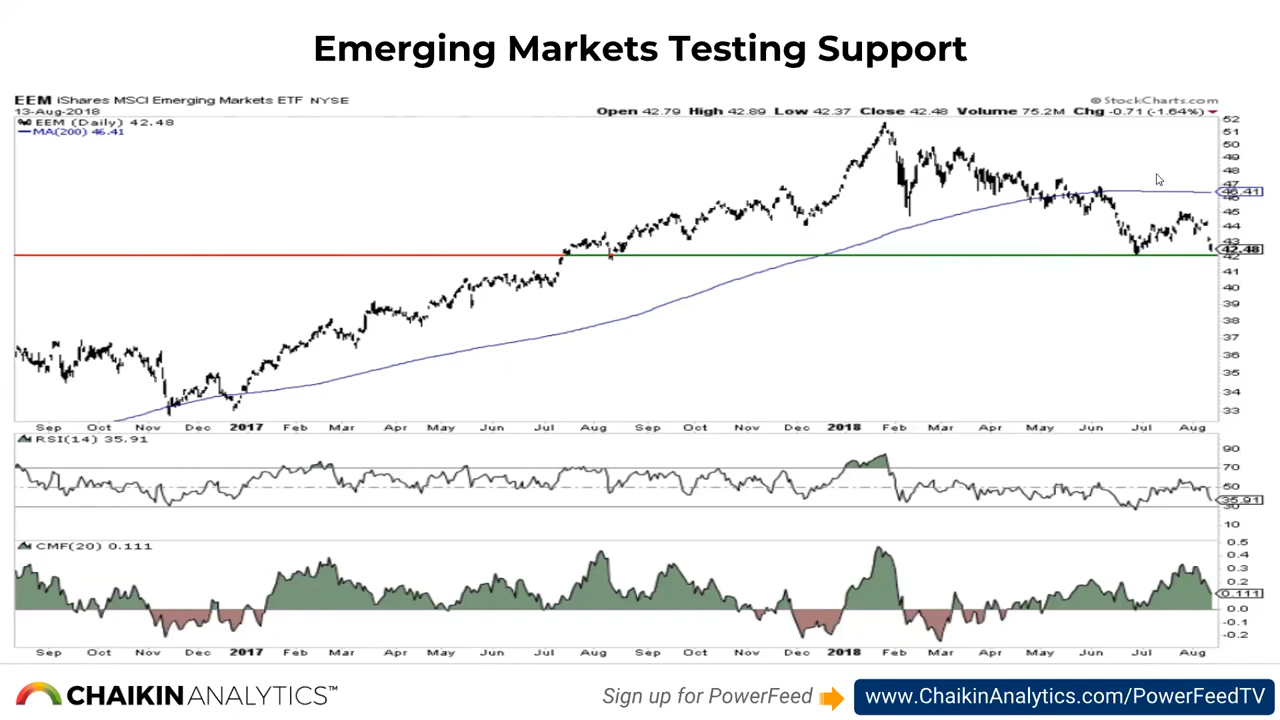 Emerging Markets Testing Support
EEM iShares MSCI Emerging Markets ETF NYSE
© StockCharts.com
13-Aug-2018
Open 42.79 High 42.89 Low 42.37 Close 42.48 Volume 75.2M Chg -0.71 (-1.64%)
EEM (Daily) 42.48
MA(200) 46.41
52
51
50
49
48
47
46.41
45
44
43
42.48
42
41
40
39
38
37
36
35
34
33
Sep Oct Nov Dec 2017 Feb Mar Apr May Jun Jul Aug Sep Oct Nov Dec 2018 Feb Mar Apr May Jun Jul Aug
RSI(14) 35.91
90
70
50
35.91
30
10
CMF(20) 0.111
0.5
0.4
0.3
0.2
0.111
0.0
-0.1
-0.2
Sep Oct Nov Dec 2017 Feb Mar Apr May Jun Jul Aug Sep Oct Nov Dec 2018 Feb Mar Apr May Jun Jul Aug
CHAIKIN ANALYTICS™
Sign up for PowerFeed
www.ChaikinAnalytics.com/PowerFeedTV